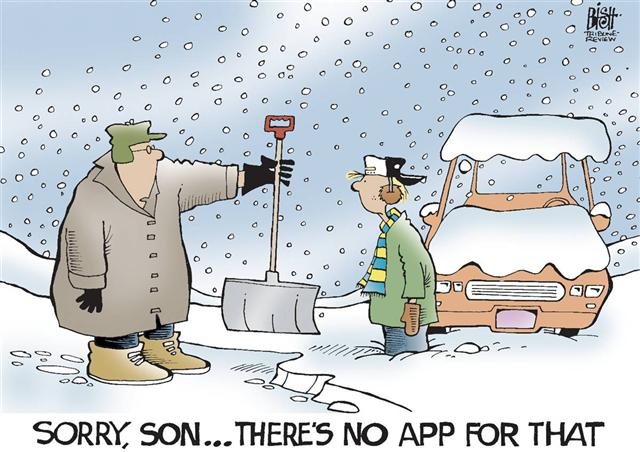 BISH
TRIBUNE-
REVIEW
SORRY, SON...THERE'S NO APP FOR THAT